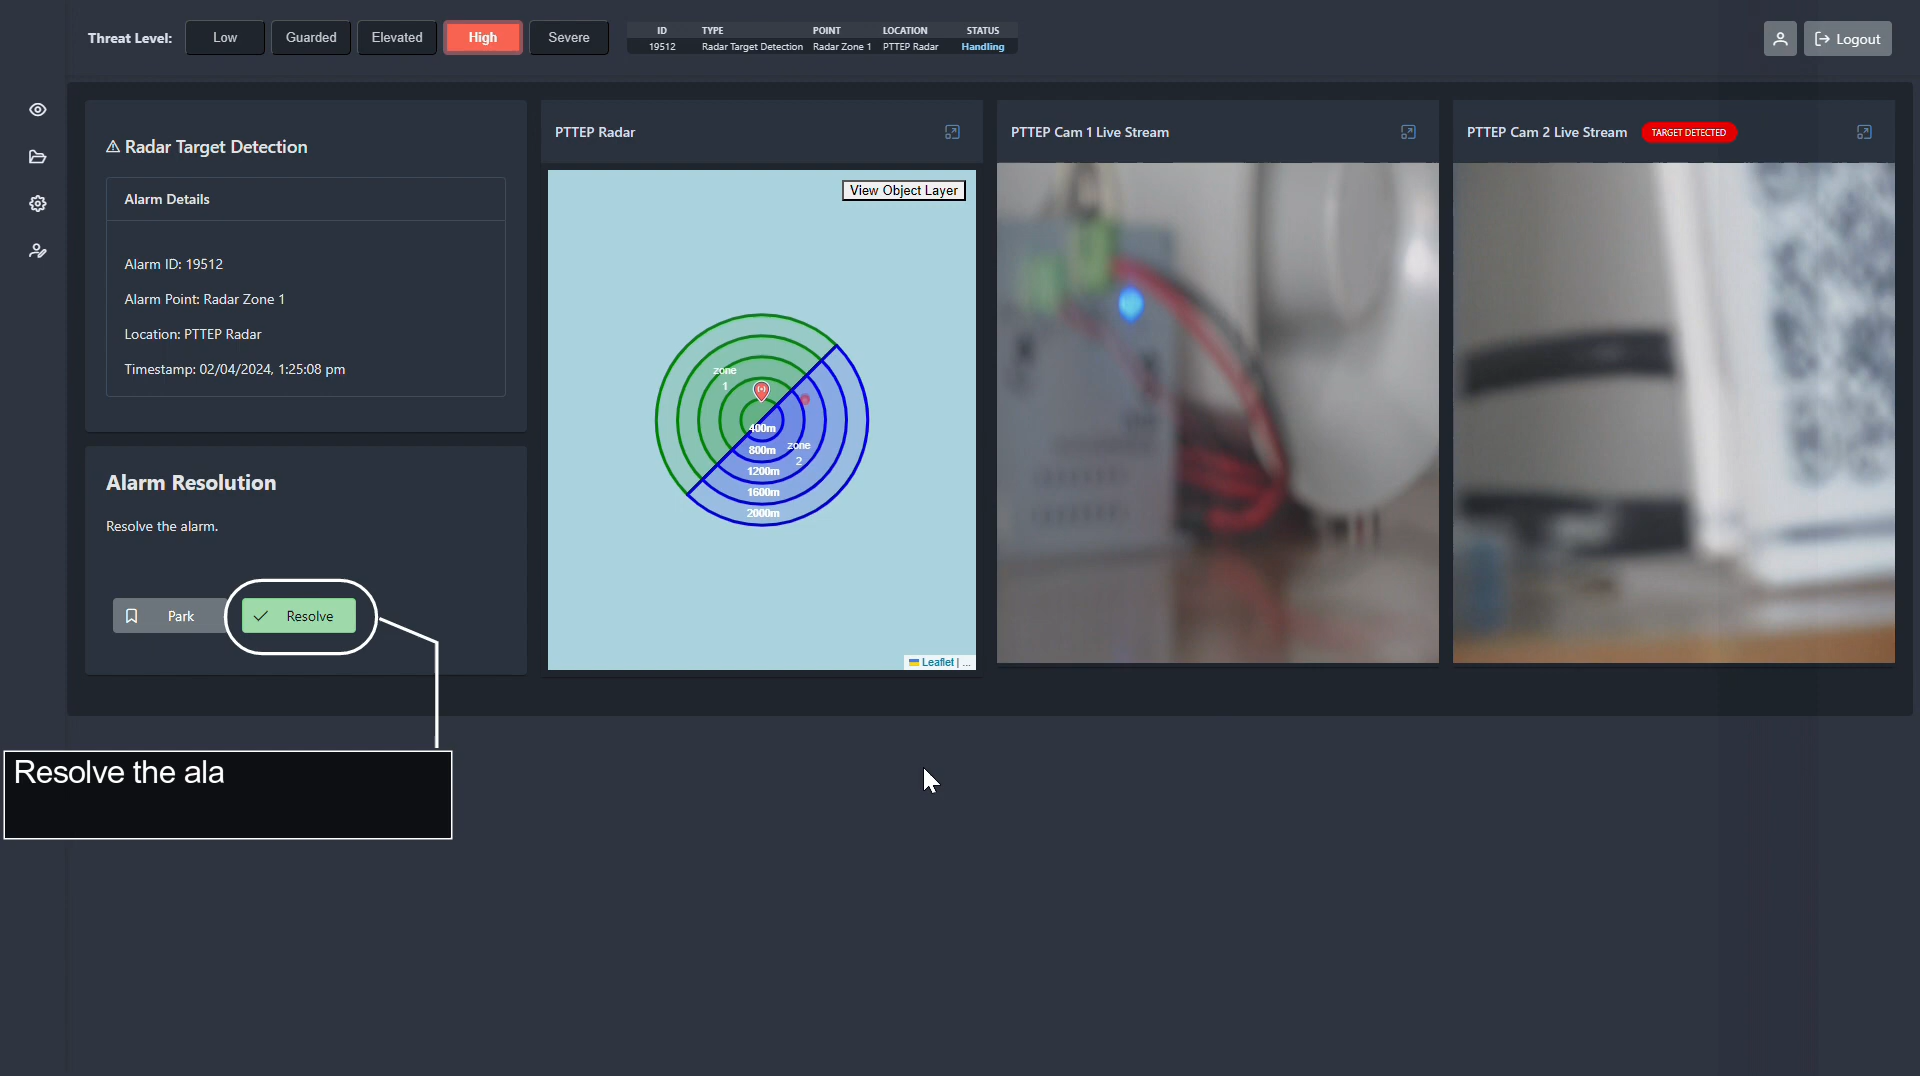 Threat Level:
Low
Guarded
Elevated
High
Severe
ID TYPE POINT LOCATION STATUS
19512 Radar Target Detection Radar Zone 1 PTTEP Radar Handling
Logout
Radar Target Detection
Alarm Details
Alarm ID: 19512
Alarm Point: Radar Zone 1
Location: PTTEP Radar
Timestamp: 02/04/2024, 1:25:08 pm
Alarm Resolution
Resolve the alarm.
Park
Resolve
Resolve the ala
PTTEP Radar
View Object Layer
zone
1
400m
800m
zone
2
1200m
1600m
2000m
Leaflet | ...
PTTEP Cam 1 Live Stream
PTTEP Cam 2 Live Stream
TARGET DETECTED